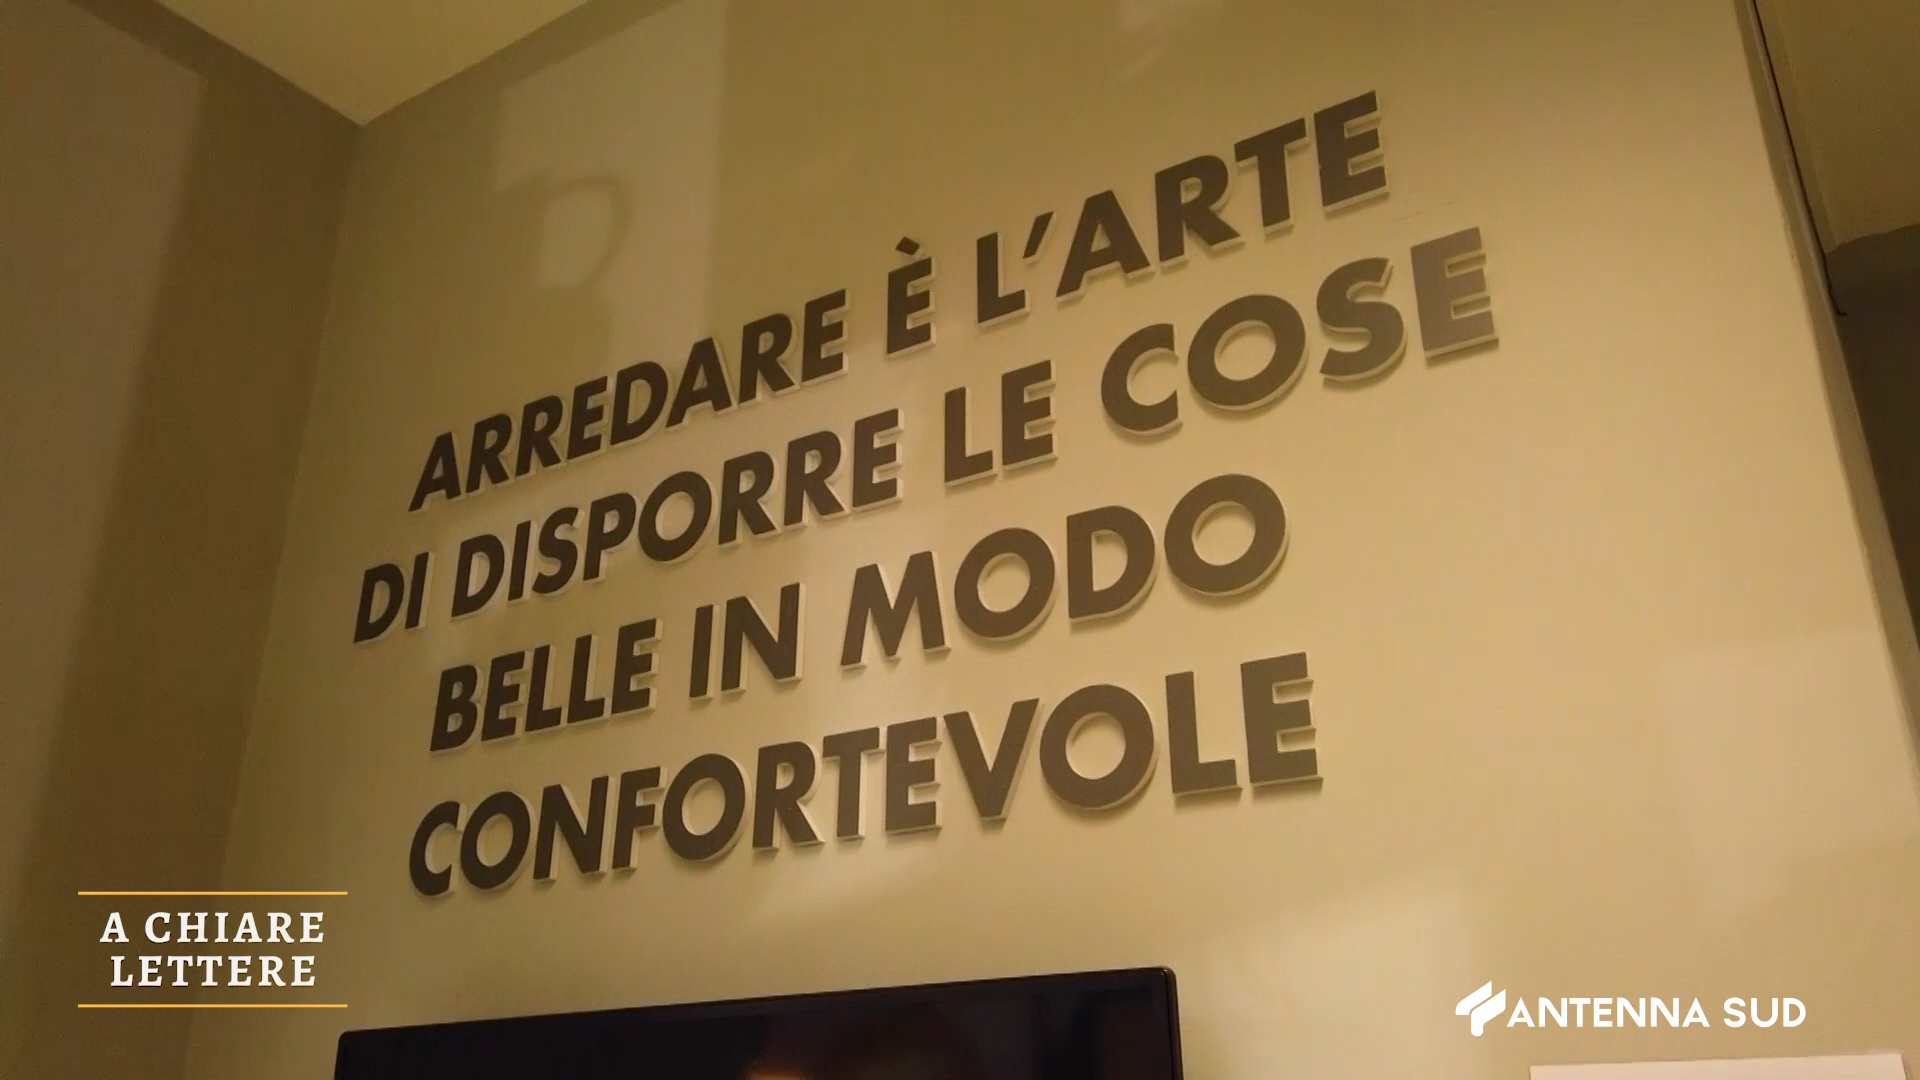 ARREDARE È L'ARTE
DI DISPORRE LE COSE
BELLE IN MODO
CONFORTEVOLE
A CHIARE
LETTERE
ANTENNA SUD